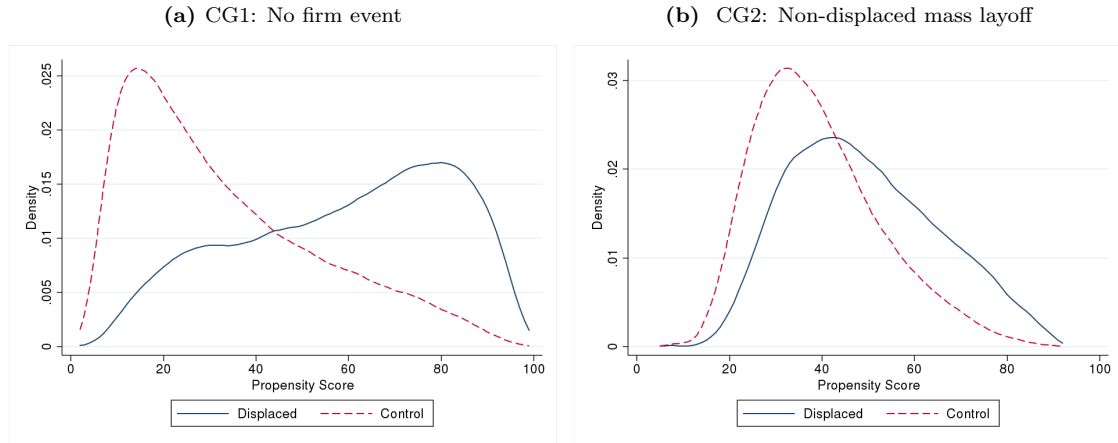 (a) CG1: No firm event
.025
.02
.015
.01
.005
0
Density
0 20 40 60 80 100
Propensity Score
Displaced Control
(b) CG2: Non-displaced mass layoff
.03
.02
.01
0
Density
0 20 40 60 80 100
Propensity Score
Displaced Control